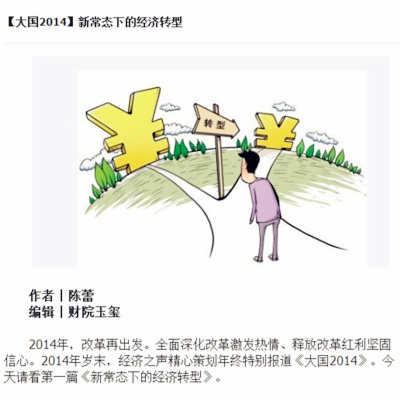 【大国2014】新常态下的经济转型
转型
作者丨陈蕾
编辑丨财院玉玺
2014年，改革再出发。全面深化改革激发热情、释放改革红利坚固
信心。2014年岁末，经济之声精心策划年终特别报道《大国2014》。今
天请看第一篇《新常态下的经济转型》。